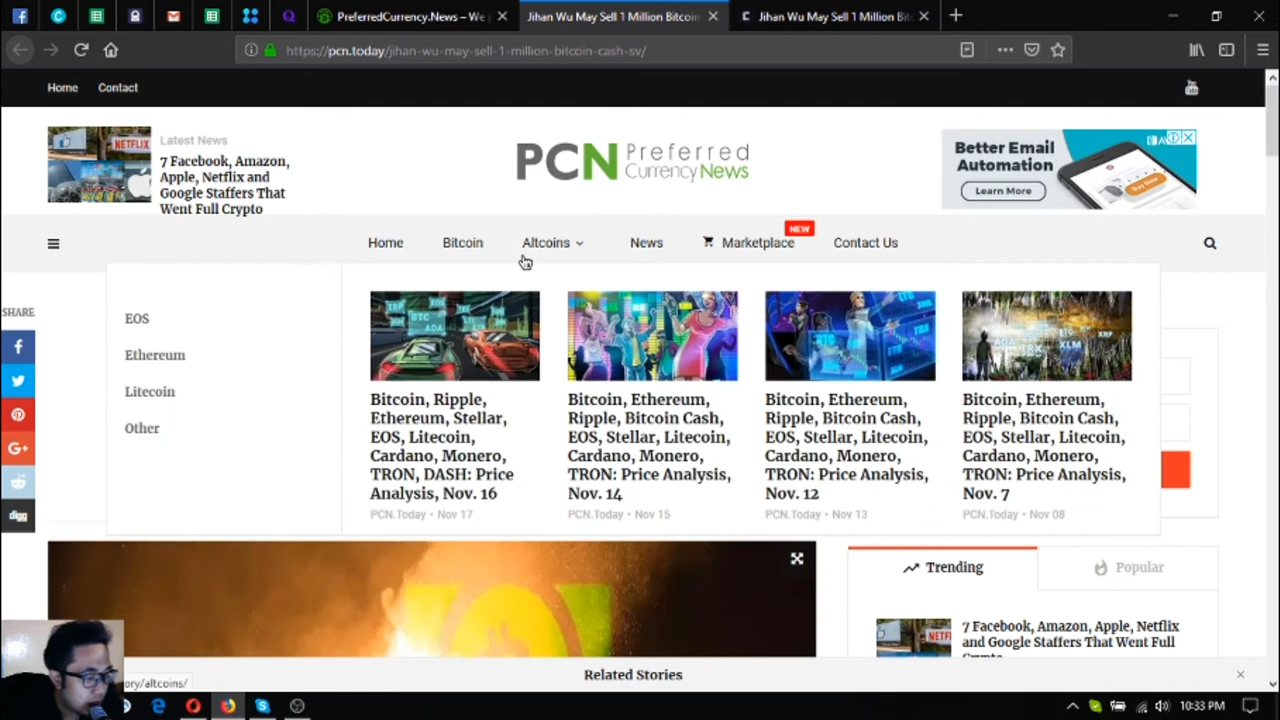 PreferredCurrency.News – We
Jihan Wu May Sell 1 Million Bitcoin
Jihan Wu May Sell 1 Million Bit
https://pcn.today/jihan-wu-may-sell-1-million-bitcoin-cash-sv/
Home Contact
Latest News
7 Facebook, Amazon,
Apple, Netflix and
Google Staffers That
Went Full Crypto
PCN Preferred
Currency News
Better Email
Automation
Learn More
Buy Now
NEW
Home Bitcoin Altcoins News Marketplace Contact Us
SHARE
EOS
Ethereum
Litecoin
Other
Bitcoin, Ripple,
Ethereum, Stellar,
EOS, Litecoin,
Cardano, Monero,
TRON, DASH: Price
Analysis, Nov. 16
PCN.Today • Nov 17
Bitcoin, Ethereum,
Ripple, Bitcoin Cash,
EOS, Stellar, Litecoin,
Cardano, Monero,
TRON: Price Analysis,
Nov. 14
PCN.Today • Nov 15
Bitcoin, Ethereum,
Ripple, Bitcoin Cash,
EOS, Stellar, Litecoin,
Cardano, Monero,
TRON: Price Analysis,
Nov. 12
PCN.Today • Nov 13
Bitcoin, Ethereum,
Ripple, Bitcoin Cash,
EOS, Stellar, Litecoin,
Cardano, Monero,
TRON: Price Analysis,
Nov. 7
PCN.Today • Nov 08
digg
Trending
Popular
7 Facebook, Amazon, Apple, Netflix
and Google Staffers That Went Full
Related Stories
ory/altcoins/
10:33 PM